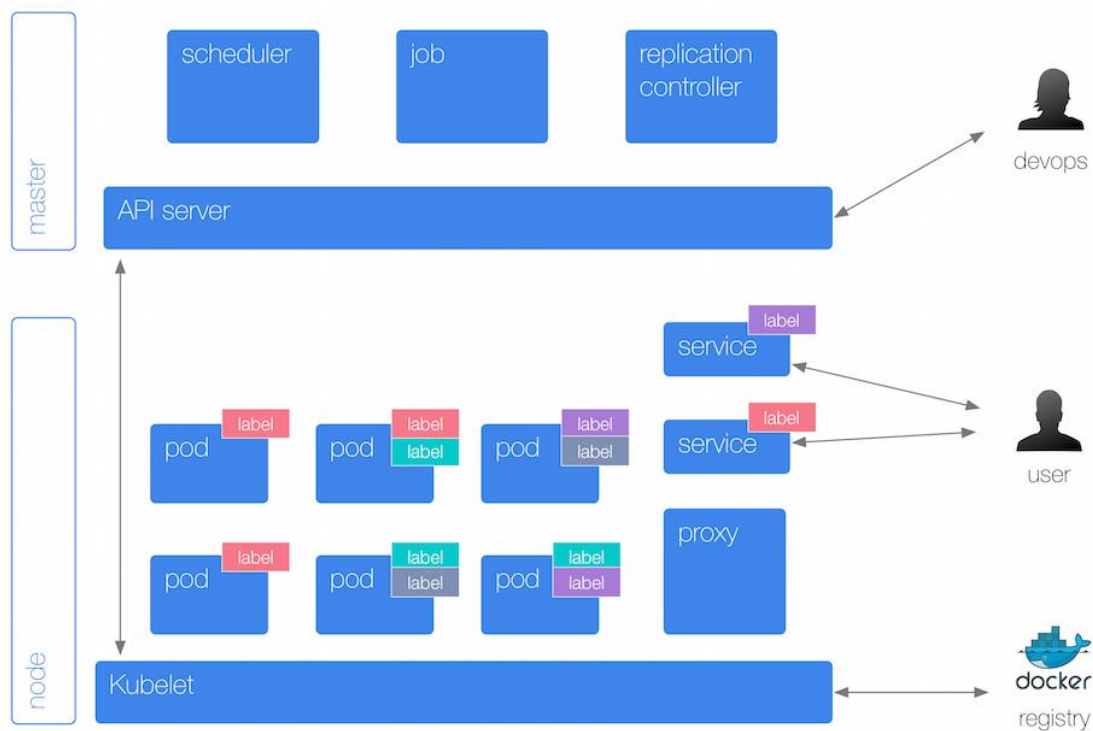 scheduler
job
replication
controller
devops
master
API server
label
service
label
label
label
pod
pod
label
pod
label
label
service
user
label
label
label
pod
pod
label
pod
label
proxy
node
Kubelet
docker
registry